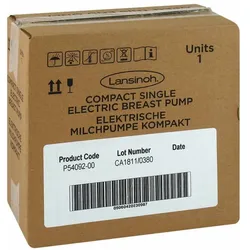 Units
1
Lansinoh®
COMPACT SINGLE
ELECTRIC BREAST PUMP
ELEKTRISCHE
MILCHPUMPE KOMPAKT
Product Code
Lot Number
Date
P54092-00
CA1811/0380